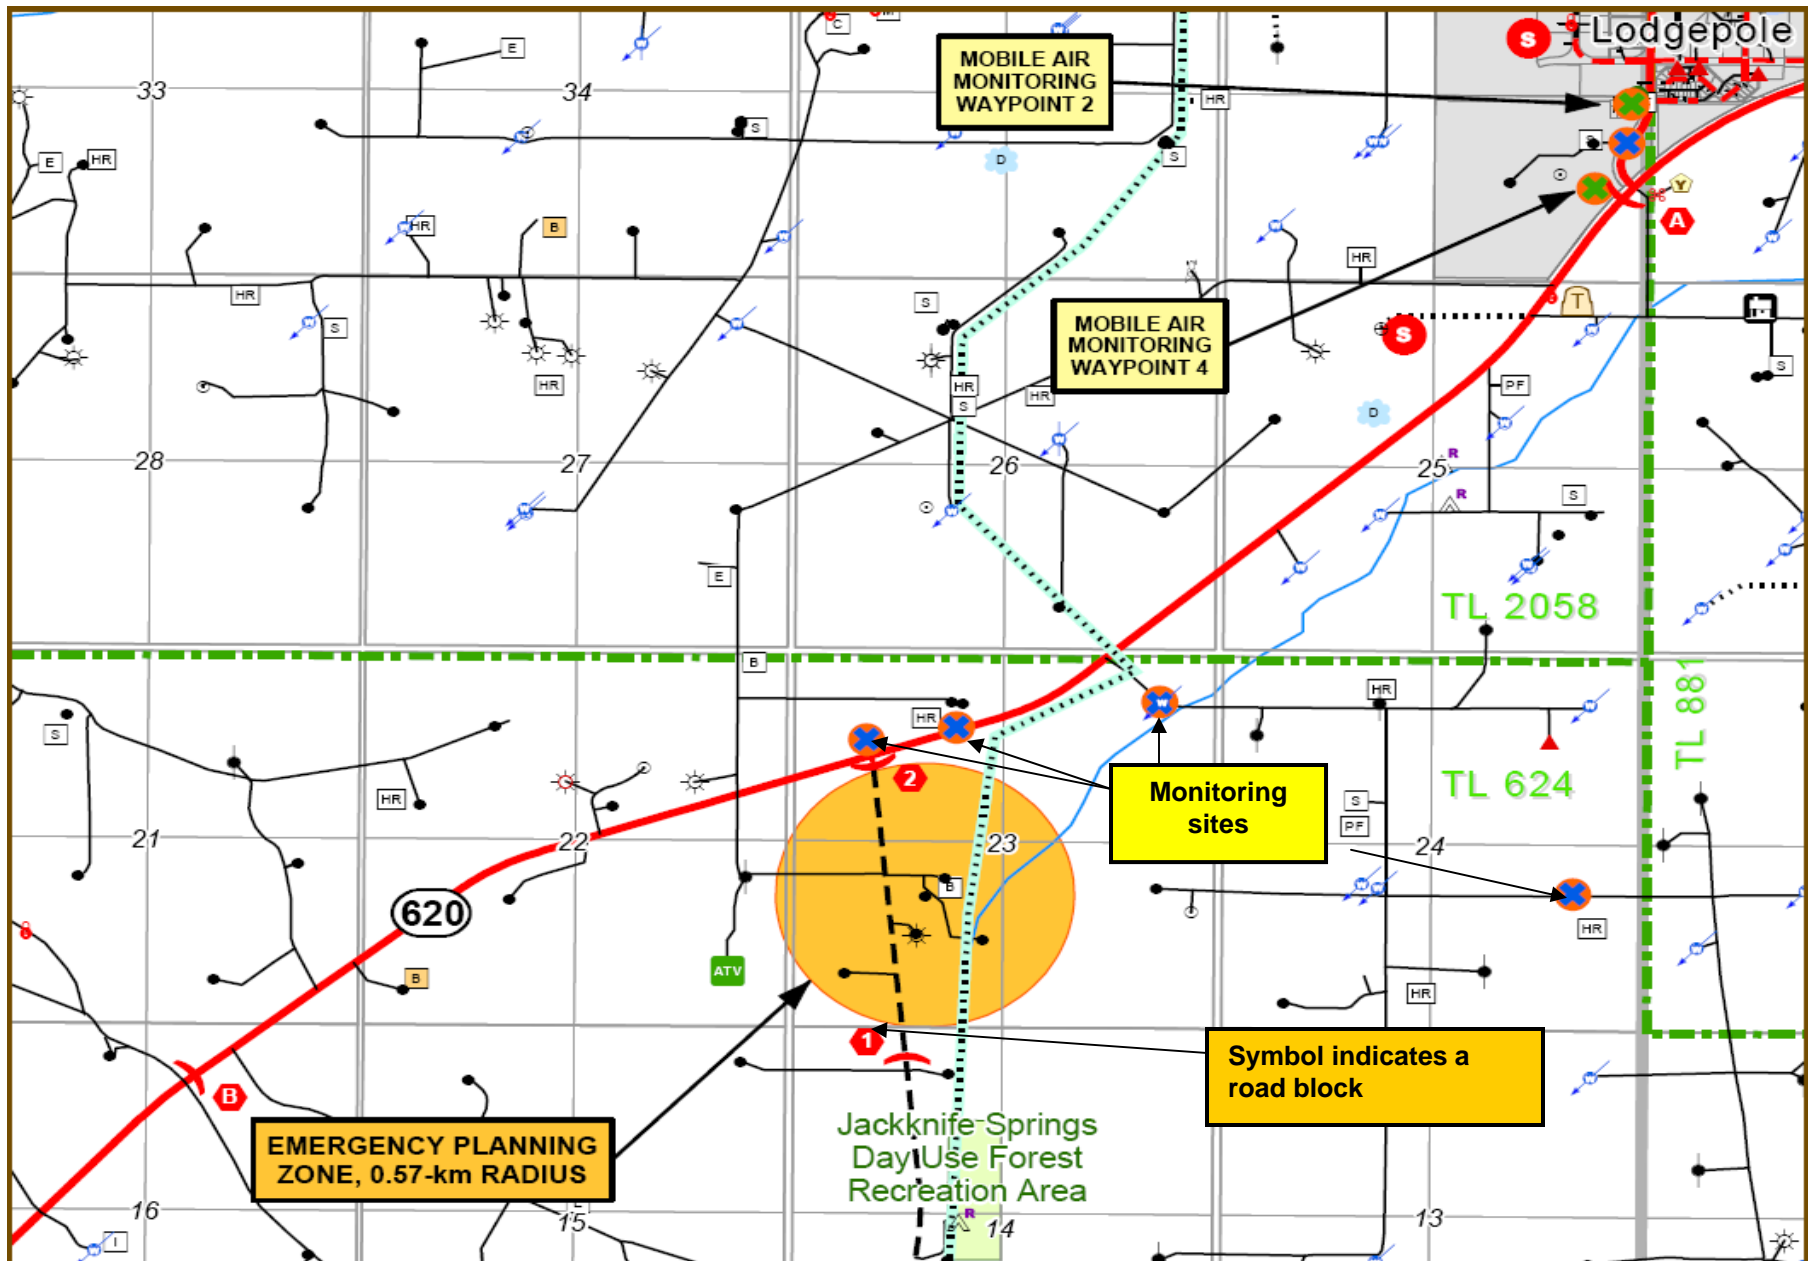 Lodgepole
S
C
E
MOBILE AIR
MONITORING
WAYPOINT 2
33
34
HR
S
S
S
E
HR
D
S
Y
A
HR
B
HR
HR
S
S
MOBILE AIR
MONITORING
WAYPOINT 4
T
S
HR
HR
S
HR
PF
S
D
28
27
26
25
R
R
S
E
TL 2058
B
TL 881
HR
HR
S
2
Monitoring
sites
TL 624
HR
S
PF
21
22
23
24
620
B
HR
ATV
B
HR
1
Symbol indicates a
road block
B
EMERGENCY PLANNING
ZONE, 0.57-km RADIUS
Jackknife Springs
Day Use Forest
Recreation Area
16
15
R
14
13
I